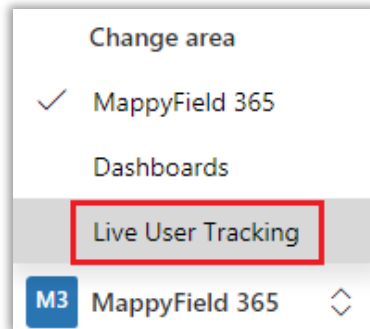 Change area
MappyField 365
Dashboards
Live User Tracking
M3 MappyField 365